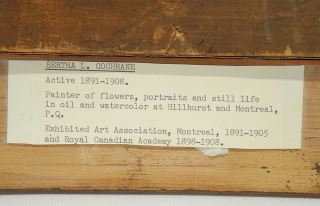 BERTHA L. COCHRANE
Active 1891-1908.
Painter of flowers, portraits and still life
in oil and watercolor at Hillhurst and Montreal,
P.Q.
Exhibited Art Association, Montreal, 1891-1905
and Royal Canadian Academy 1898-1908.